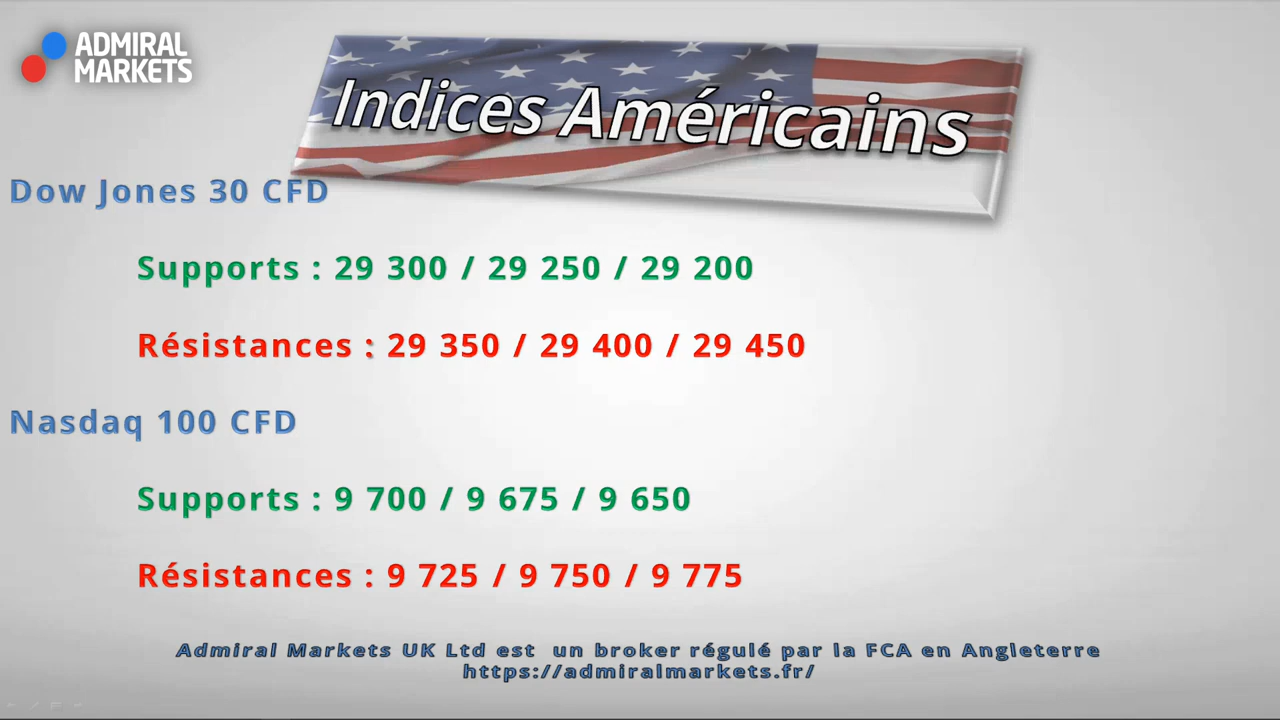 ADMIRAL
MARKETS
Indices Américains
Dow Jones 30 CFD
Supports : 29 300 / 29 250 / 29 200
Résistances : 29 350 / 29 400 / 29 450
Nasdaq 100 CFD
Supports : 9 700 / 9 675 / 9 650
Résistances : 9 725 / 9 750 / 9 775
Admiral Markets UK Ltd est un broker régulé par la FCA en Angleterre
https://admiralmarkets.fr/